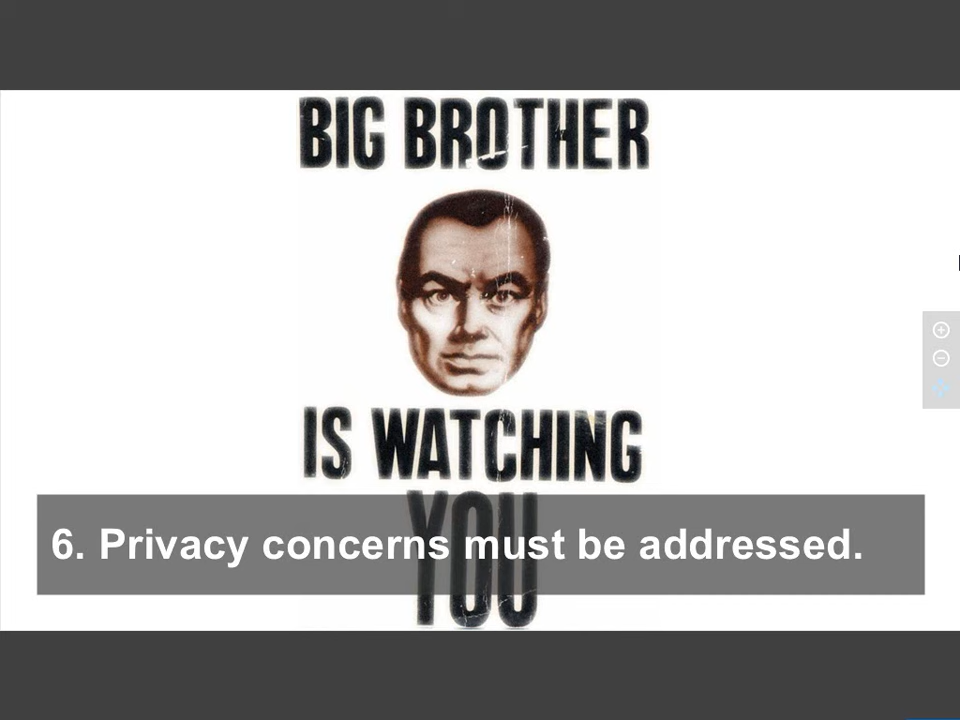 BIG BROTHER
IS WATCHING
YOU
6. Privacy concerns must be addressed.